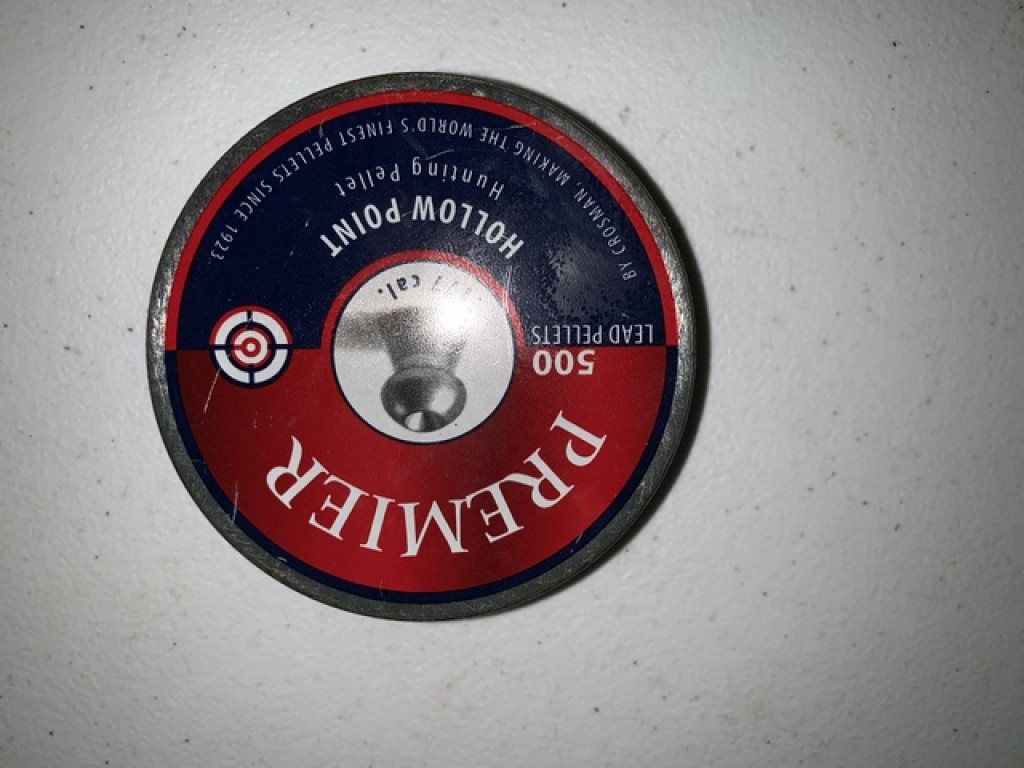 PREMIER
500
LEAD PELLETS
cal.
HOLLOW POINT
Hunting Pellet
BY CROSMAN, MAKING THE WORLD'S FINEST PELLETS SINCE 1923.